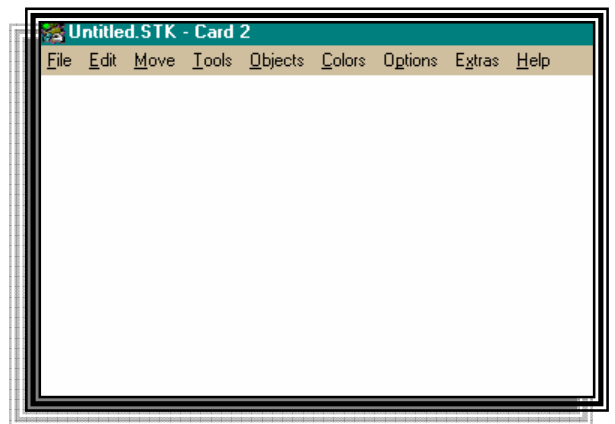 Untitled.STK - Card 2
File Edit Move Tools Objects Colors Options Extras Help